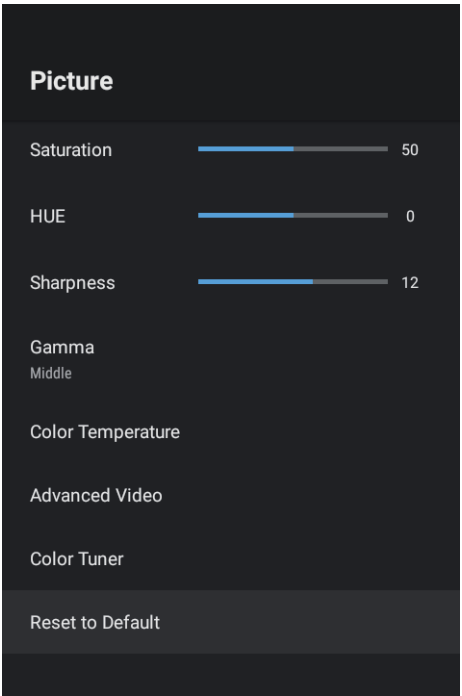 Picture
Saturation 50
HUE 0
Sharpness 12
Gamma
Middle
Color Temperature
Advanced Video
Color Tuner
Reset to Default